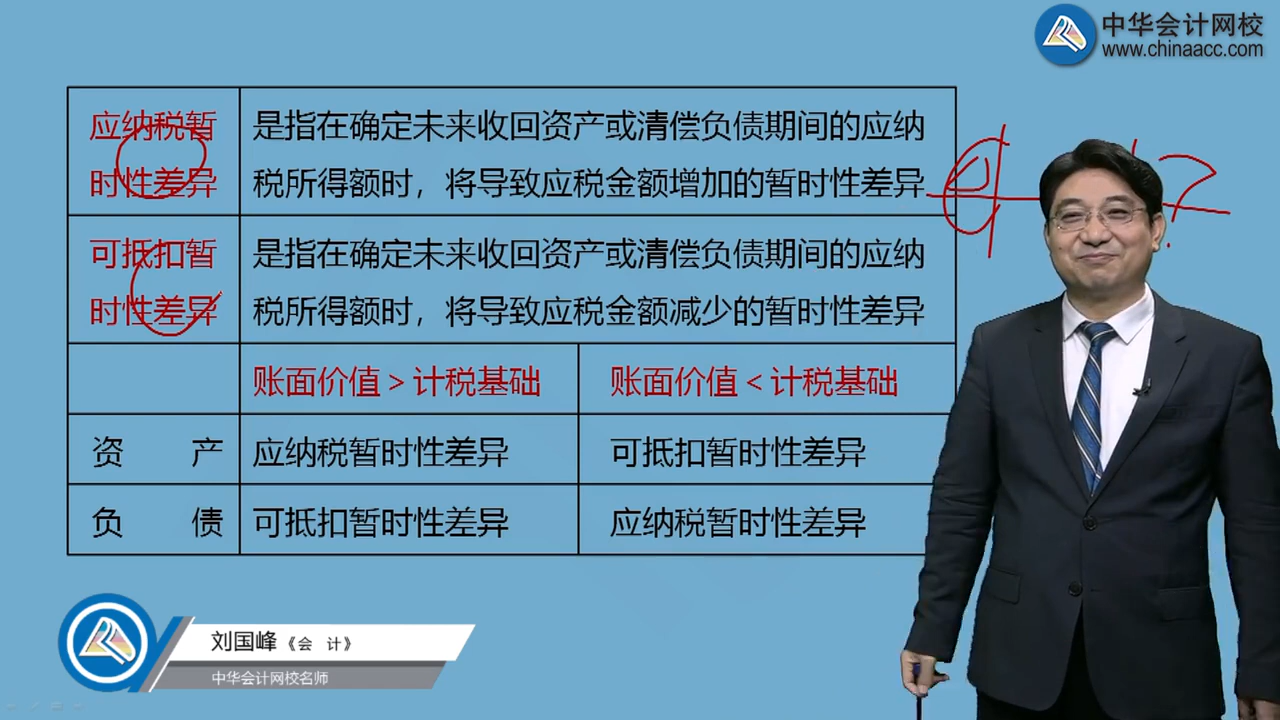 中华会计网校
www.chinaacc.com
应纳税暂
时性差异
是指在确定未来收回资产或清偿负债期间的应纳
税所得额时，将导致应税金额增加的暂时性差异
可抵扣暂
时性差异
是指在确定未来收回资产或清偿负债期间的应纳
税所得额时，将导致应税金额减少的暂时性差异
账面价值＞计税基础
账面价值＜计税基础
资 产
应纳税暂时性差异
可抵扣暂时性差异
负 债
可抵扣暂时性差异
应纳税暂时性差异
刘国峰《会 计》
中华会计网校名师